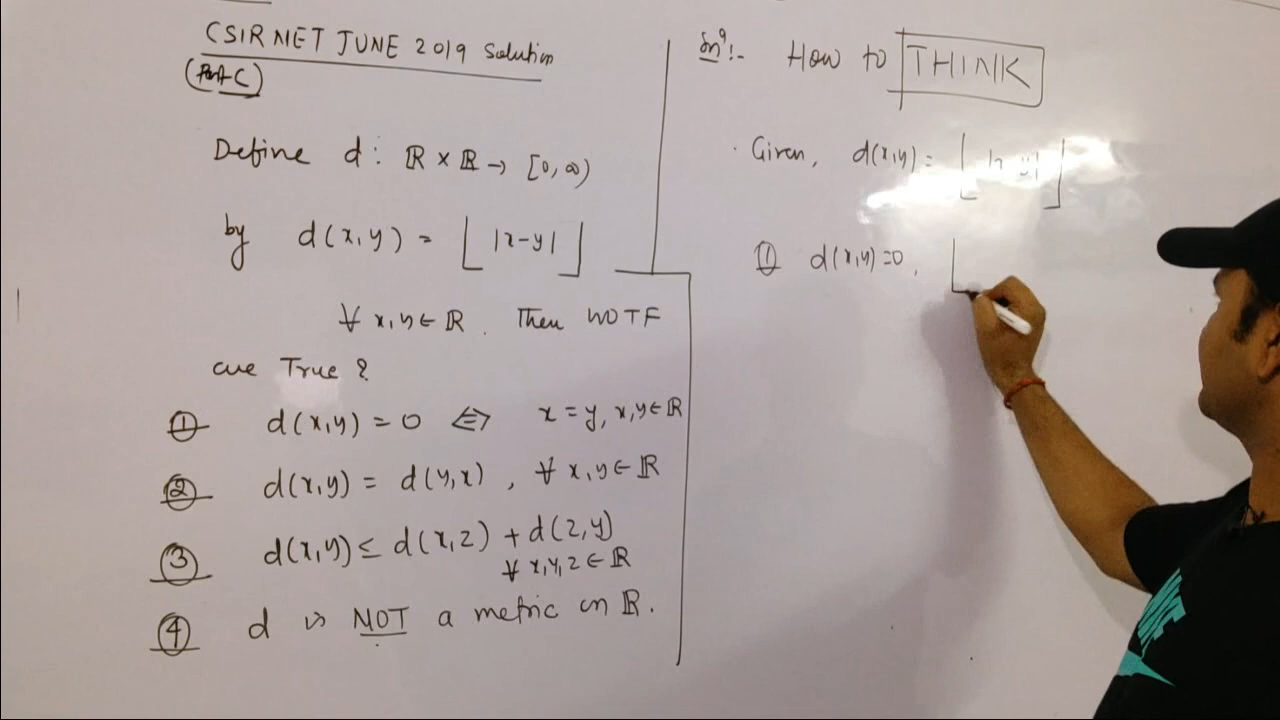 CSIR NET JUNE 2019 Solution
(Part C)
Define d : ℝ × ℝ → [0, ∞)
by d(x, y) = ⌊ |x-y| ⌋
∀ x, y ∈ ℝ. Then WOTF
are True ?
① d(x,y) = 0 ⇔ x = y, x,y ∈ ℝ
② d(x,y) = d(y,x) , ∀ x, y ∈ ℝ
③ d(x,y) ≤ d(x,z) + d(z,y)
∀ x,y,z ∈ ℝ
④ d is NOT a metric on ℝ.
Solⁿ:- How to THINK
Given, d(x,y) = ⌊ |x-y| ⌋
① d(x,y)=0,